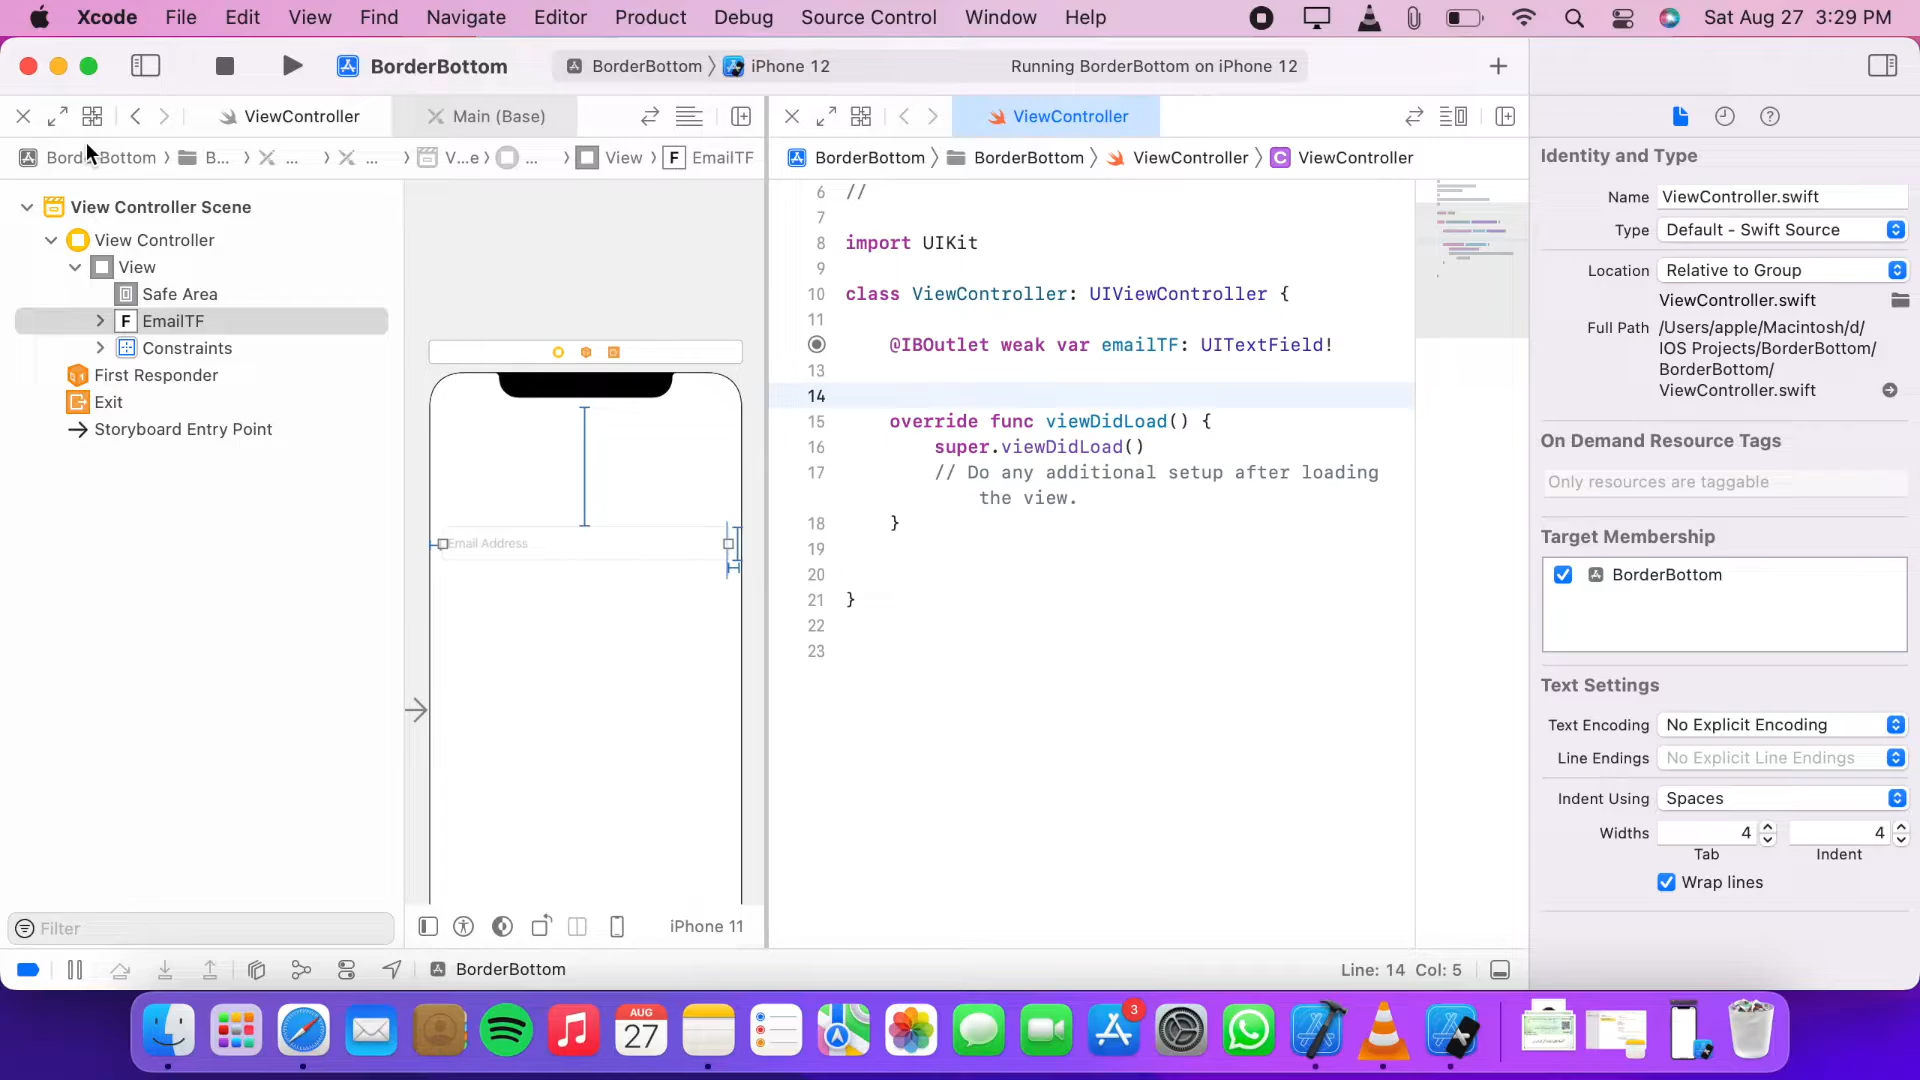 Xcode File Edit View Find Navigate Editor Product Debug Source Control Window Help Sat Aug 27 3:29 PM
BorderBottom BorderBottom iPhone 12 Running BorderBottom on iPhone 12
ViewController Main (Base) ViewController
BorderBottom B... ... ... V...e ... View F EmailTF
BorderBottom BorderBottom ViewController C ViewController
View Controller Scene
View Controller
View
Safe Area
F EmailTF
Constraints
First Responder
Exit
Storyboard Entry Point
Filter
Email Address
iPhone 11
6 //
7
8 import UIKit
9
10 class ViewController: UIViewController {
11
@IBOutlet weak var emailTF: UITextField!
13
14
15 override func viewDidLoad() {
16 super.viewDidLoad()
17 // Do any additional setup after loading
the view.
18 }
19
20
21 }
22
23
BorderBottom
Line: 14 Col: 5
Identity and Type
Name ViewController.swift
Type Default - Swift Source
Location Relative to Group
ViewController.swift
Full Path /Users/apple/Macintosh/d/
IOS Projects/BorderBottom/
BorderBottom/
ViewController.swift
On Demand Resource Tags
Only resources are taggable
Target Membership
BorderBottom
Text Settings
Text Encoding No Explicit Encoding
Line Endings No Explicit Line Endings
Indent Using Spaces
Widths 4 4
Tab Indent
Wrap lines
AUG
27
3